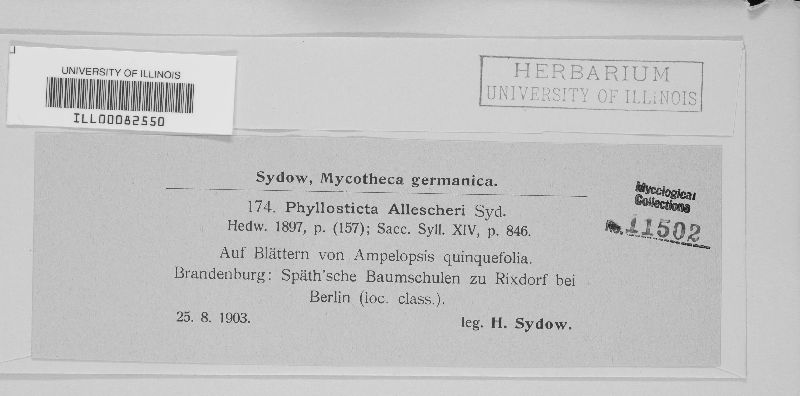 UNIVERSITY OF ILLINOIS
ILL00082550
HERBARIUM
UNIVERSITY OF ILLINOIS
Sydow, Mycotheca germanica.
174. Phyllosticta Allescheri Syd.
Hedw. 1897, p. (157); Sacc. Syll. XIV, p. 846.
Auf Blättern von Ampelopsis quinquefolia.
Brandenburg: Späth'sche Baumschulen zu Rixdorf bei
Berlin (loc. class.).
25. 8. 1903.
leg. H. Sydow.
Mycological
Collections
No. 11502